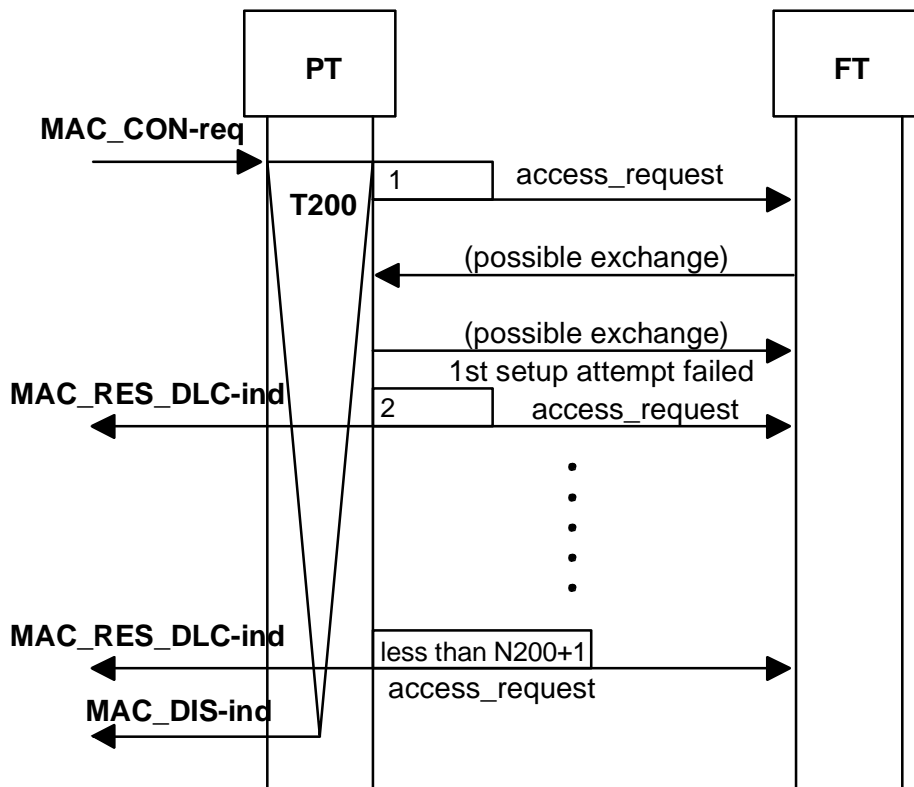 PT
FT
MAC_CON-req
1
access_request
T200
(possible exchange)
(possible exchange)
1st setup attempt failed
MAC_RES_DLC-ind
2
access_request
MAC_RES_DLC-ind
less than N200+1
access_request
MAC_DIS-ind